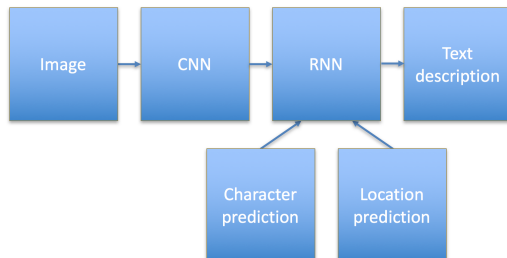 Image
CNN
RNN
Text
description
Character
prediction
Location
prediction